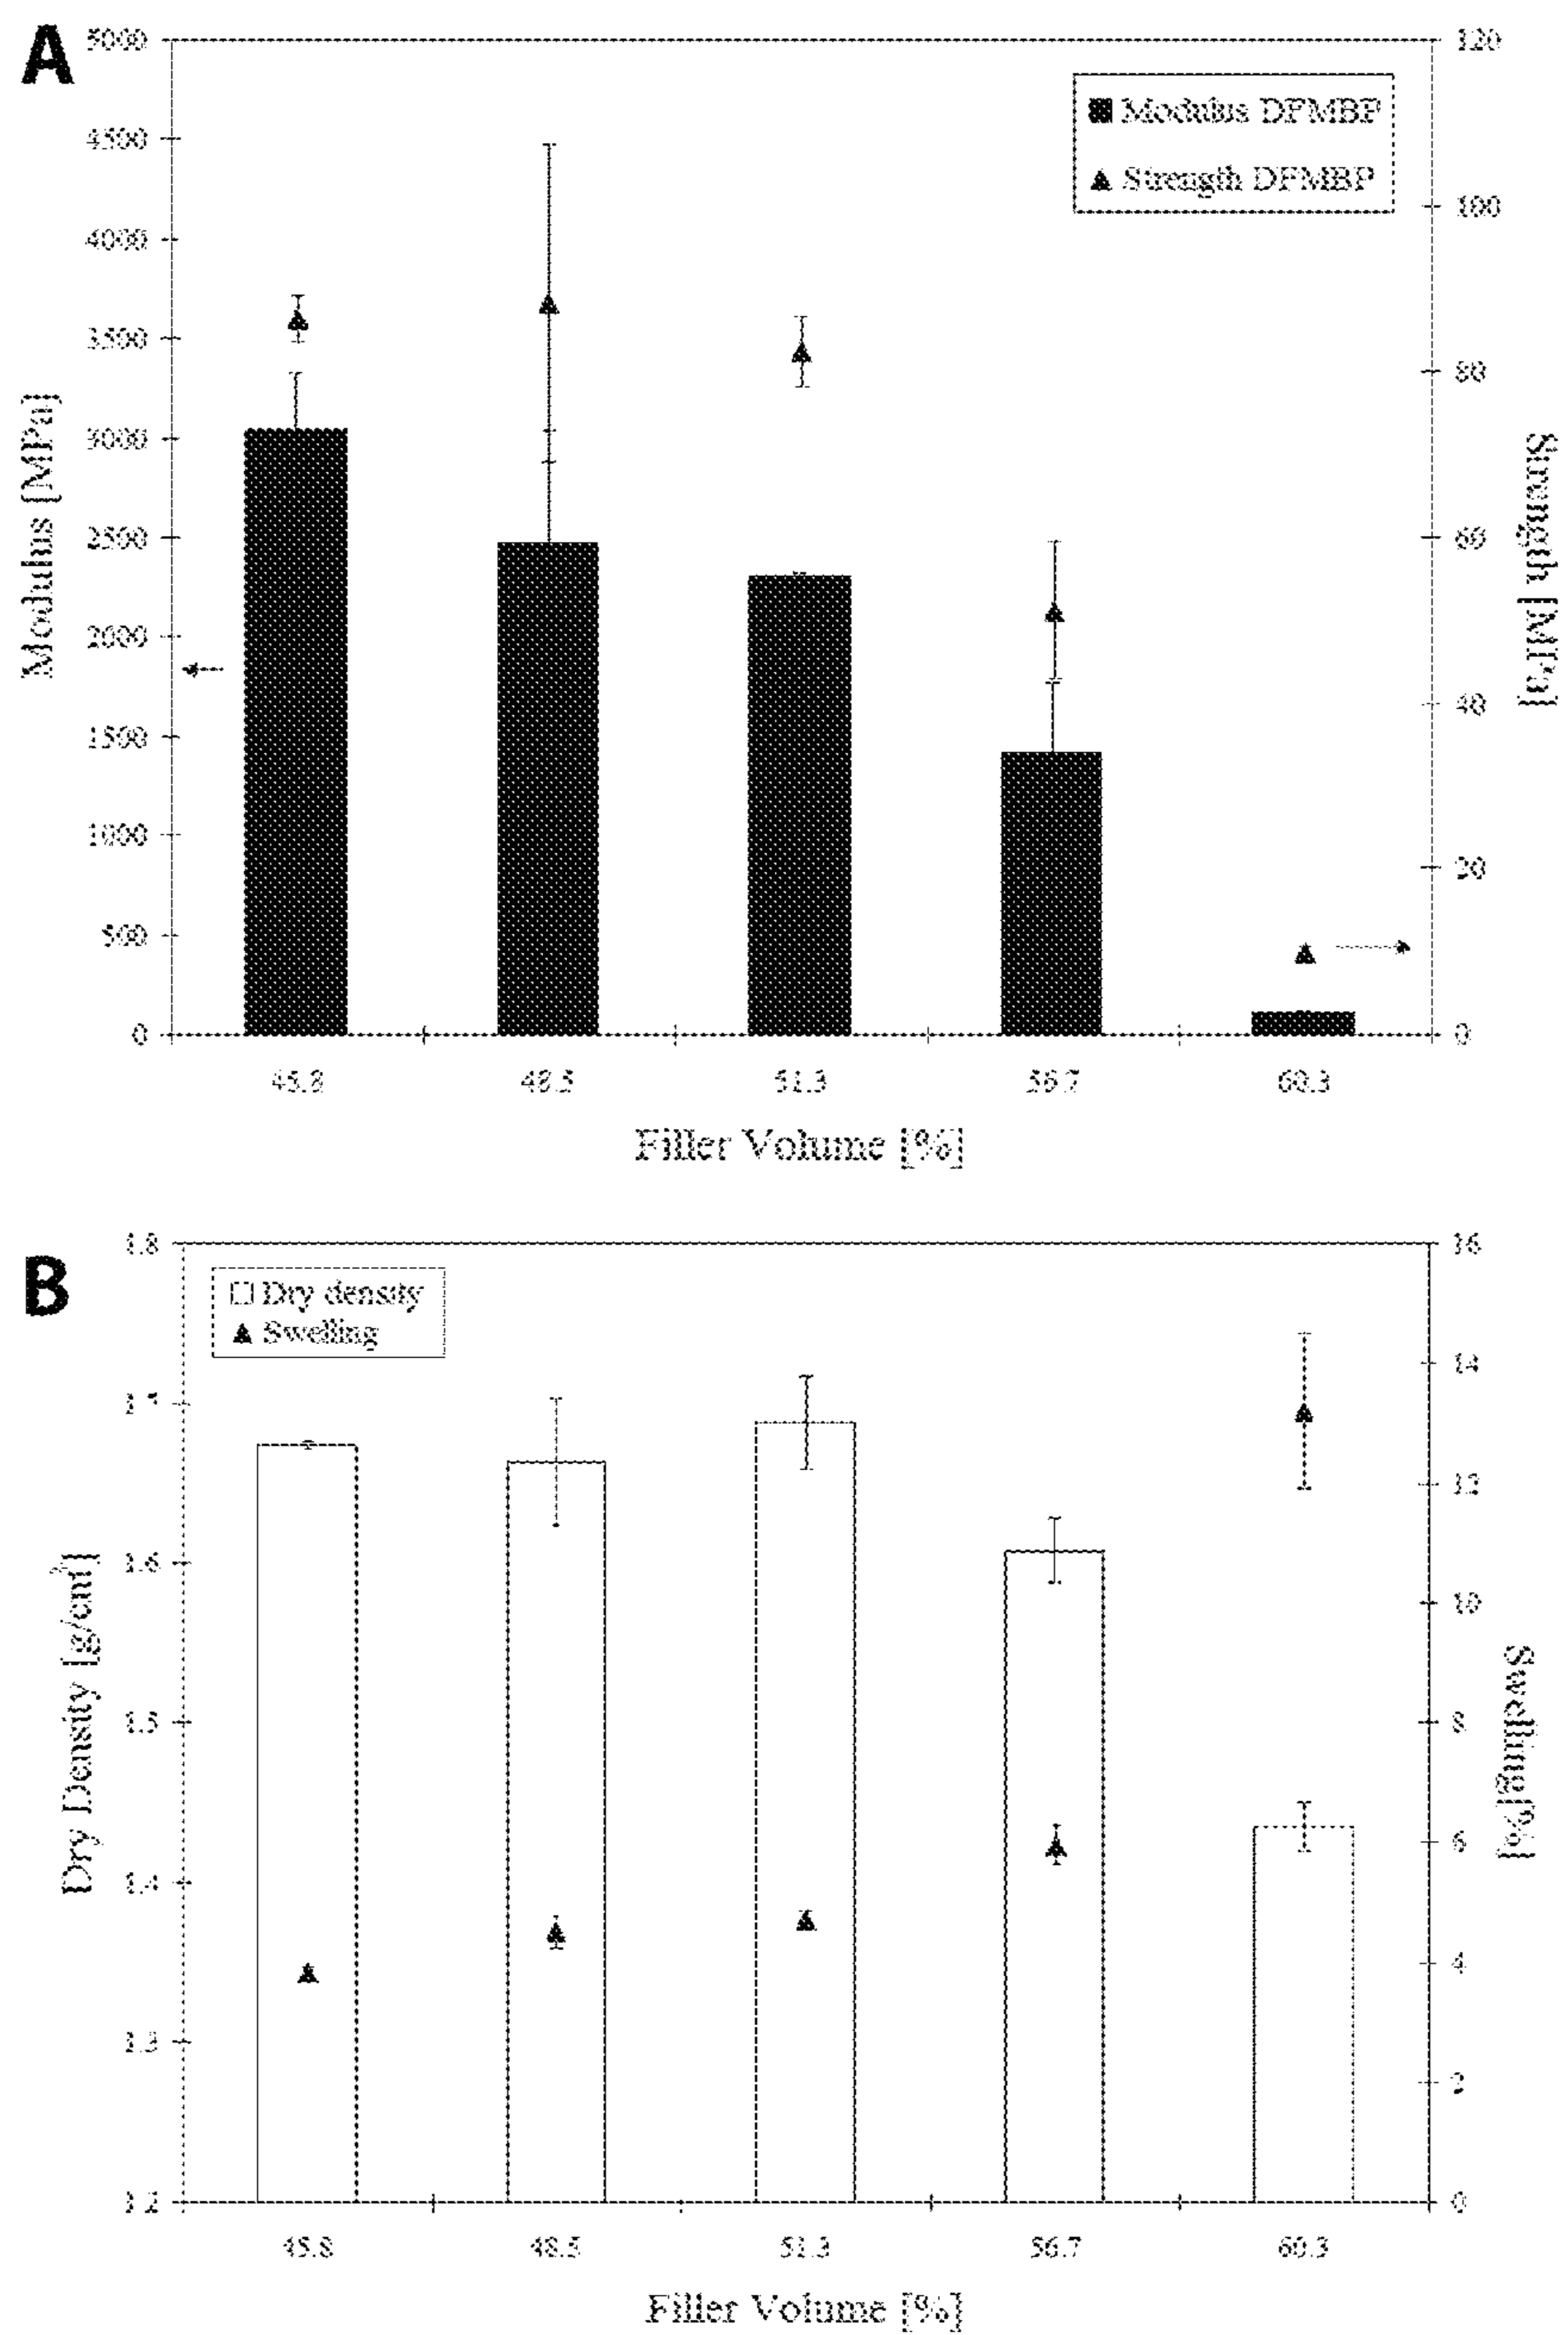 A
5000
4500
4000
3500
3000
2500
2000
1500
1000
500
0
Modulus [MPa]
Modulus DFMBP
Strength DFMBP
120
100
80
60
40
20
0
Strength [MPa]
45.8 48.5 51.3 56.7 60.3
Filler Volume [%]
B
1.8
1.7
1.6
1.5
1.4
1.3
1.2
Dry Density [g/cm³]
Dry density
Swelling
16
14
12
10
8
6
4
2
0
Swelling[%]
45.8 48.5 51.3 56.7 60.3
Filler Volume [%]